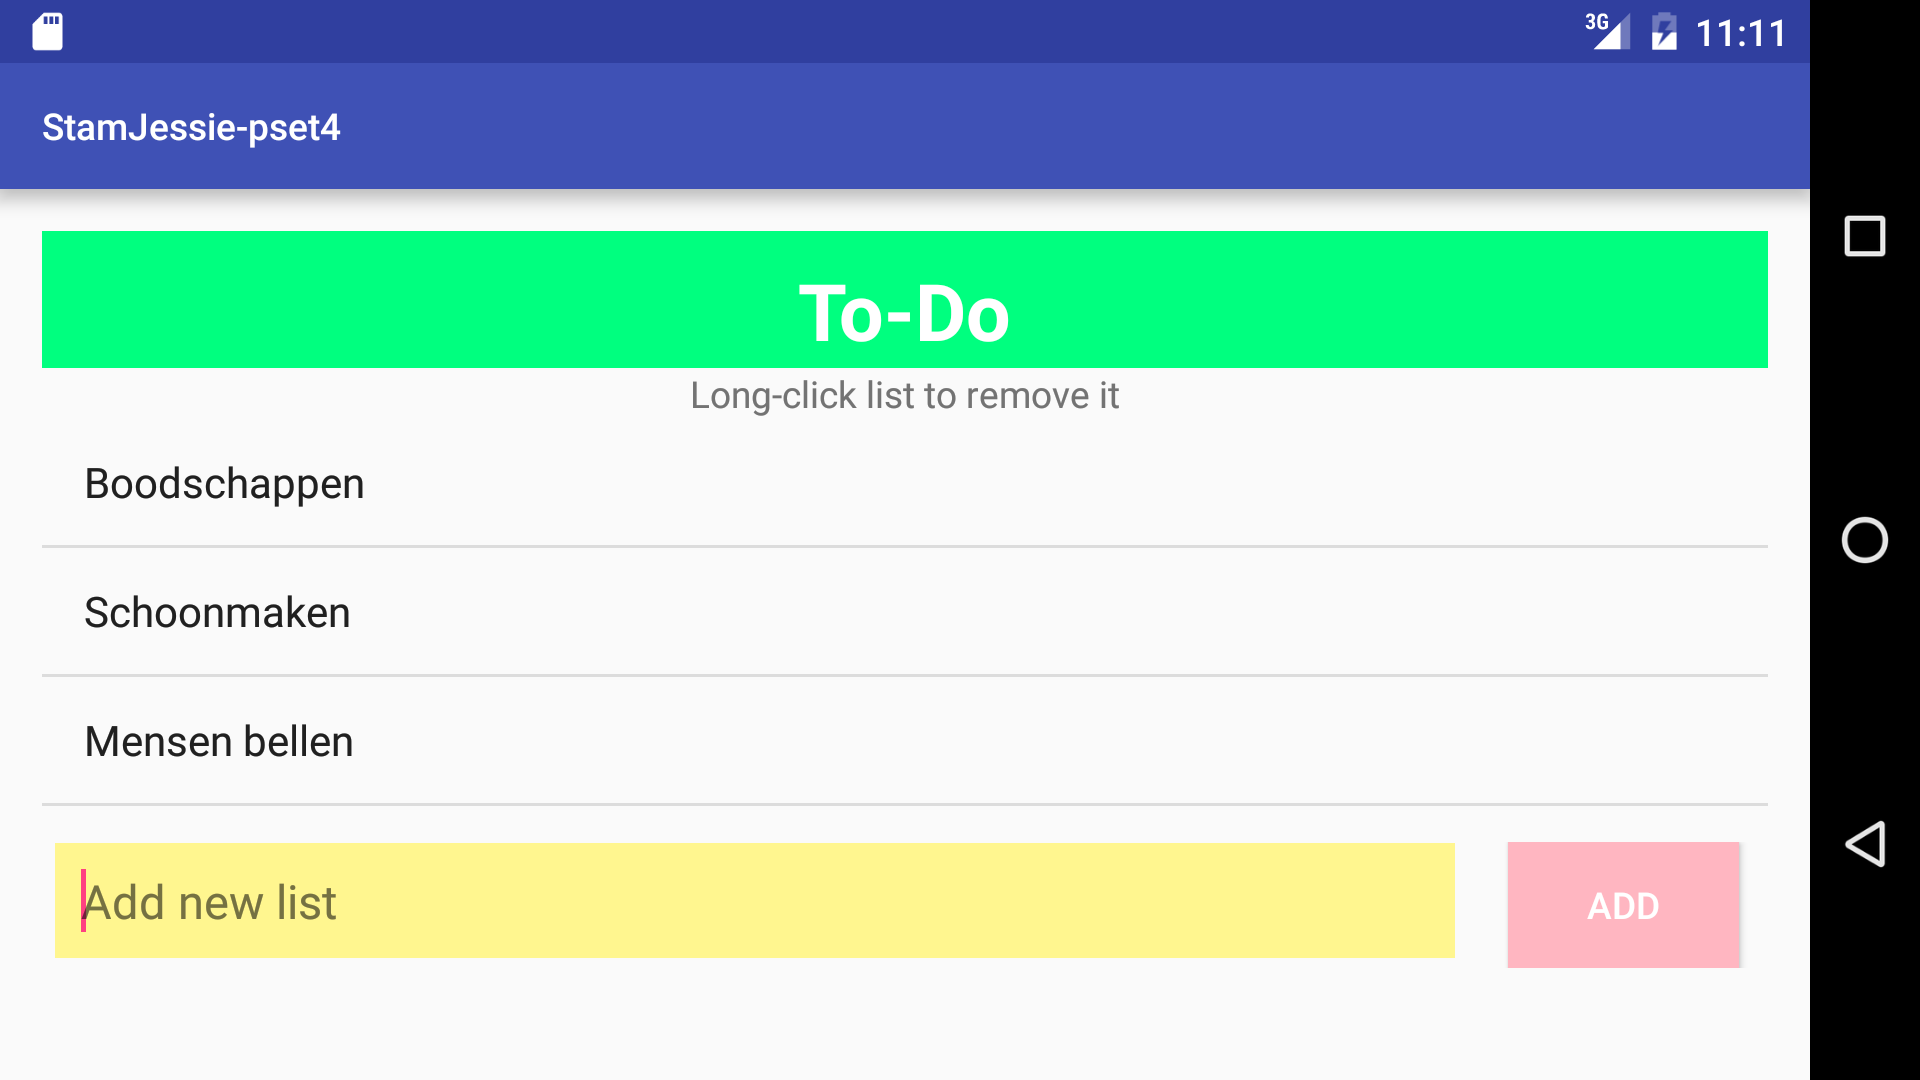 3G 11:11
StamJessie-pset4
To-Do
Long-click list to remove it
Boodschappen
Schoonmaken
Mensen bellen
Add new list
ADD